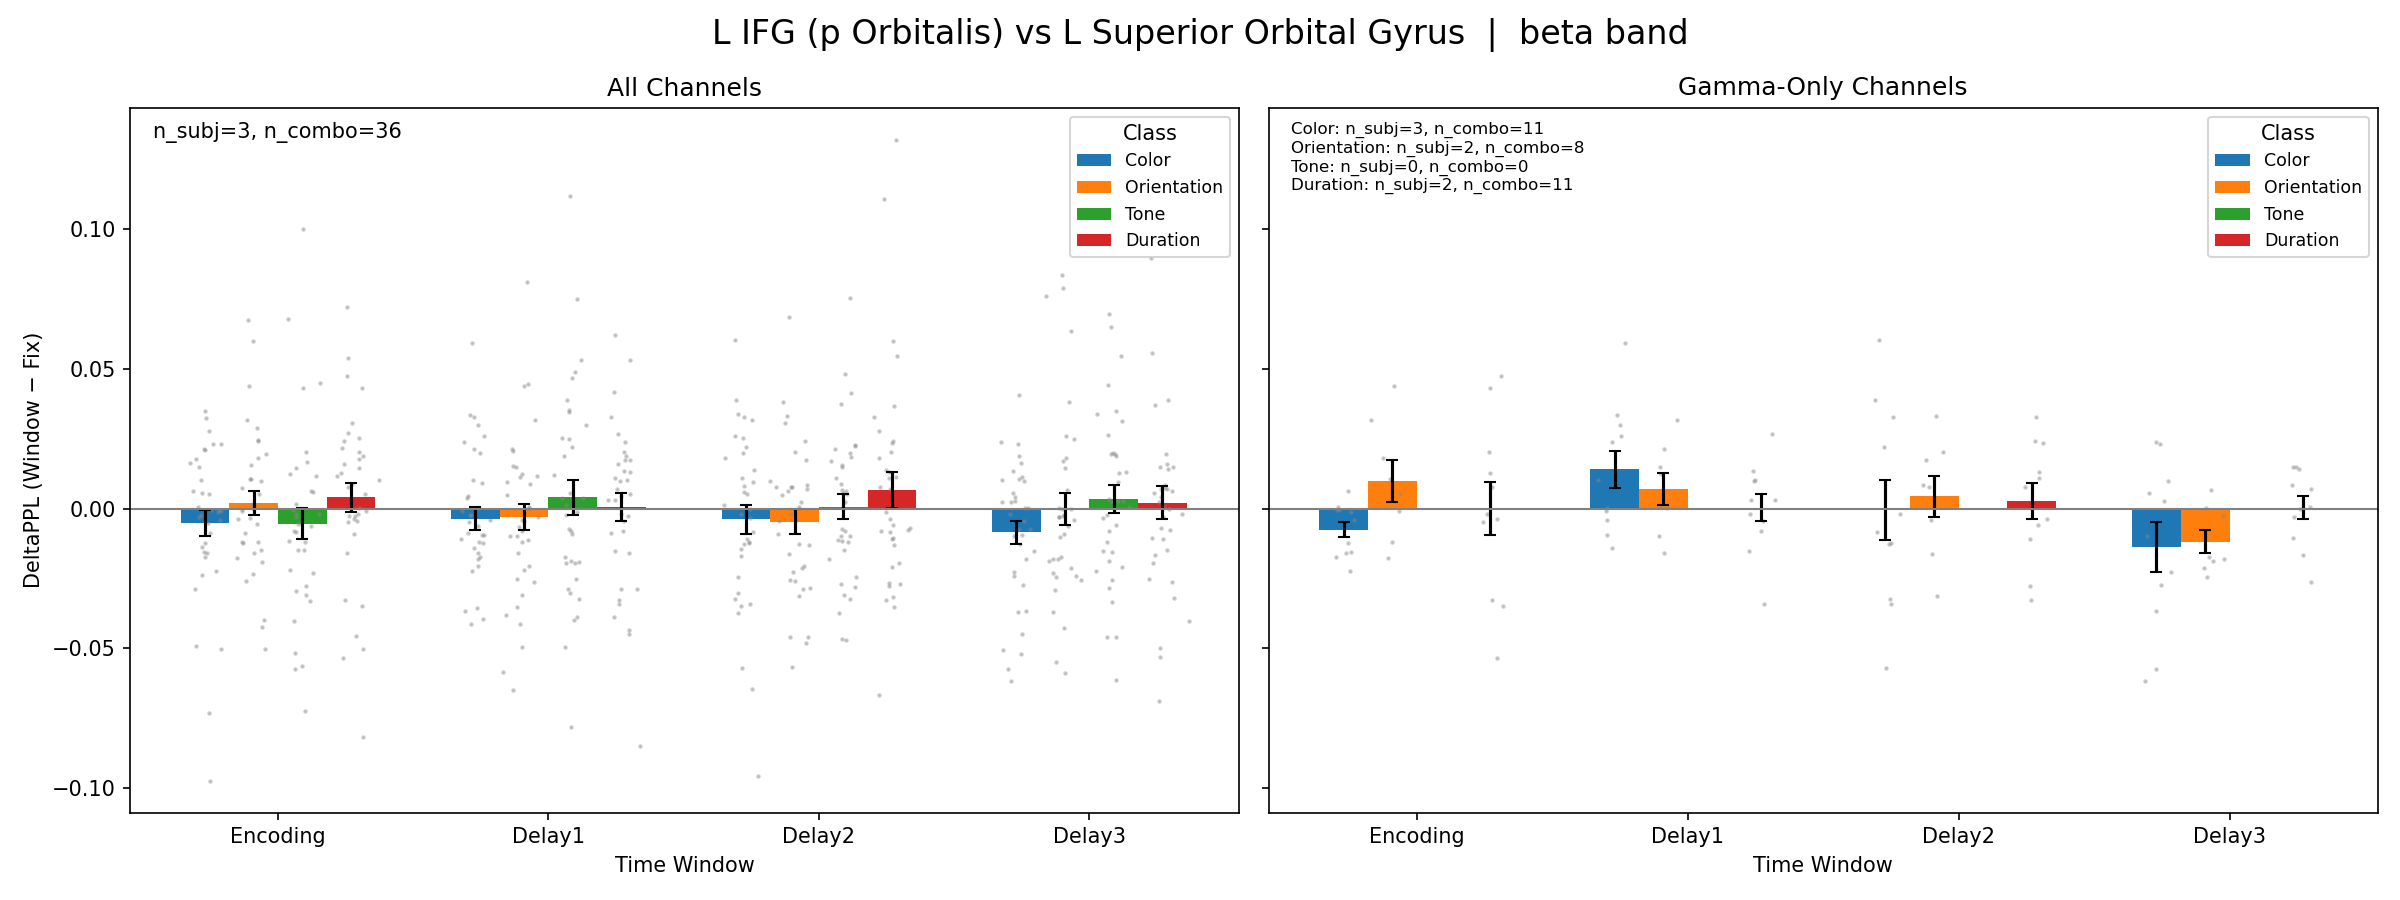 L IFG (p Orbitalis) vs L Superior Orbital Gyrus | beta band
All Channels
n_subj=3, n_combo=36
Class
Color
Orientation
Tone
Duration
DeltaPPL (Window − Fix)
0.10
0.05
0.00
−0.05
−0.10
Encoding
Delay1
Delay2
Delay3
Time Window
Gamma-Only Channels
Color: n_subj=3, n_combo=11
Orientation: n_subj=2, n_combo=8
Tone: n_subj=0, n_combo=0
Duration: n_subj=2, n_combo=11
Class
Color
Orientation
Tone
Duration
Encoding
Delay1
Delay2
Delay3
Time Window